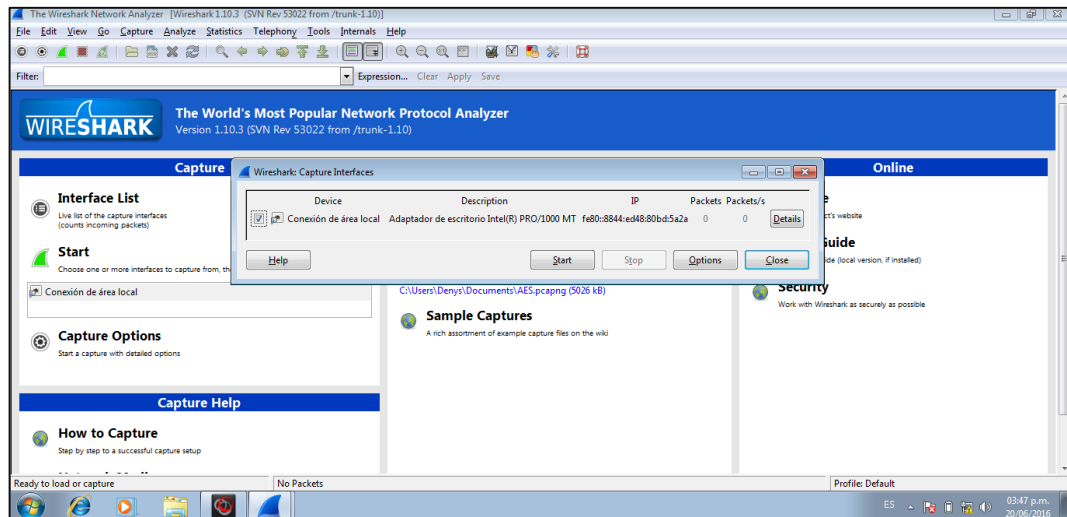 The Wireshark Network Analyzer [Wireshark 1.10.3 (SVN Rev 53022 from /trunk-1.10)]
File Edit View Go Capture Analyze Statistics Telephony Tools Internals Help
Filter: Expression... Clear Apply Save
WIRESHARK
The World's Most Popular Network Protocol Analyzer
Version 1.10.3 (SVN Rev 53022 from /trunk-1.10)
Capture
Interface List
Live list of the capture interfaces
(counts incoming packets)
Start
Choose one or more interfaces to capture from, th
Conexión de área local
Capture Options
Start a capture with detailed options
Capture Help
How to Capture
Step by step to a successful capture setup
Wireshark: Capture Interfaces
Device Description IP Packets Packets/s
Conexión de área local Adaptador de escritorio Intel(R) PRO/1000 MT fe80::8844:ed48:80bd:5a2a 0 0 Details
Help Start Stop Options Close
C:\Users\Denys\Documents\AES.pcapng (5026 kB)
Sample Captures
A rich assortment of example capture files on the wiki
Online
e
ct's website
Guide
ide (local version, if installed)
Security
Work with Wireshark as securely as possible
Ready to load or capture No Packets Profile: Default
ES 03:47 p.m.
20/06/2016